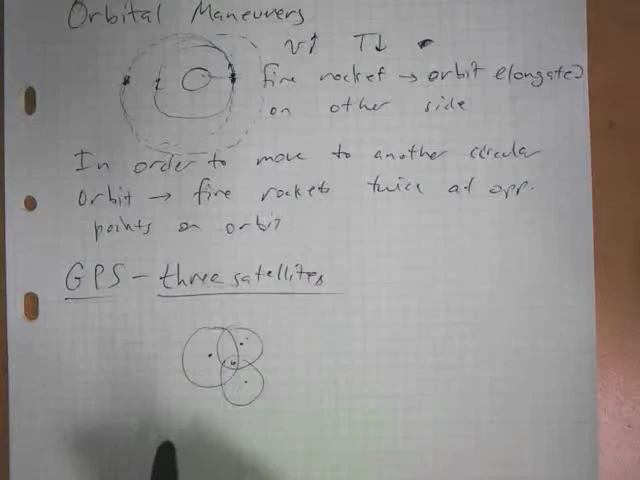 Orbital Maneuvers
v↑ T↓
fire rocket → orbit elongated
on other side
In order to move to another circular
orbit → fire rockets twice at opp.
points on orbit
GPS - three satellites